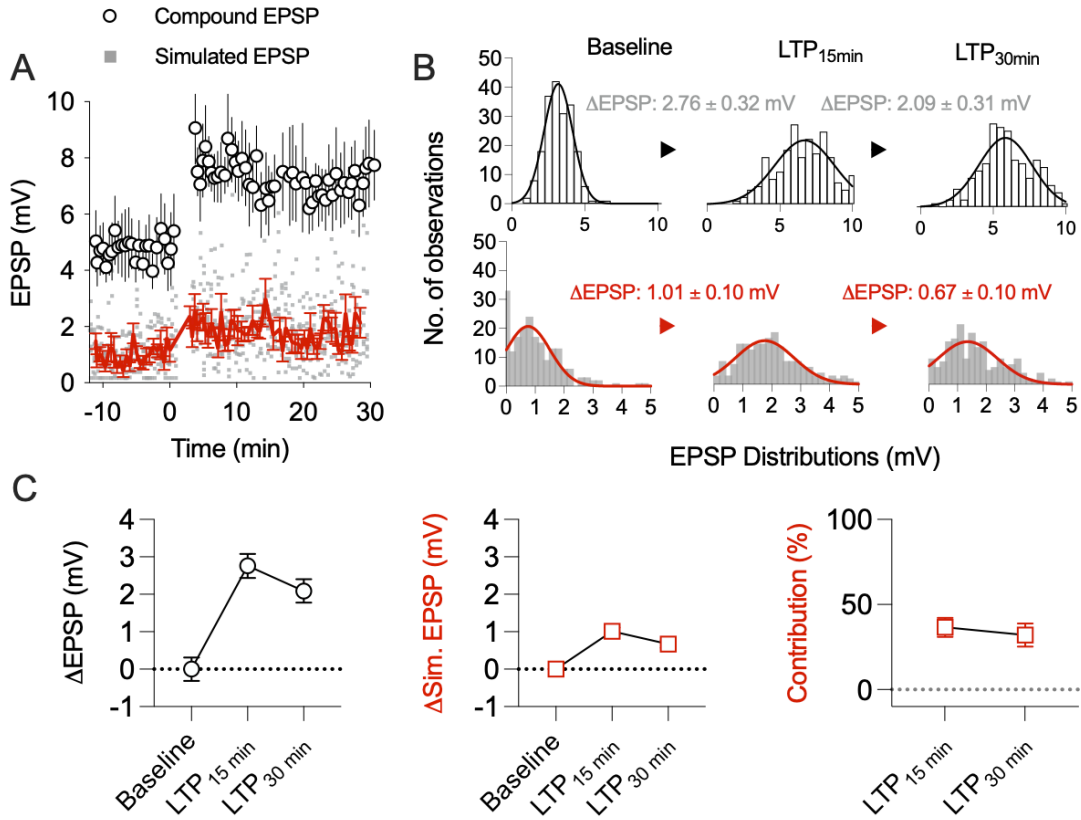 Compound EPSP
Simulated EPSP
A
EPSP (mV)
10
8
6
4
2
0
-10 0 10 20 30
Time (min)
B
Baseline LTP15min LTP30min
No. of observations
50
40
30
20
10
0
ΔEPSP: 2.76 ± 0.32 mV ΔEPSP: 2.09 ± 0.31 mV
0 5 10 0 5 10 0 5 10
50
40
30
20
10
0
ΔEPSP: 1.01 ± 0.10 mV ΔEPSP: 0.67 ± 0.10 mV
0 1 2 3 4 5 0 1 2 3 4 5 0 1 2 3 4 5
EPSP Distributions (mV)
C
ΔEPSP (mV)
4
3
2
1
0
-1
Baseline
LTP 15 min
LTP 30 min
ΔSim. EPSP (mV)
4
3
2
1
0
-1
Baseline
LTP 15 min
LTP 30 min
Contribution (%)
100
50
0
LTP 15 min
LTP 30 min